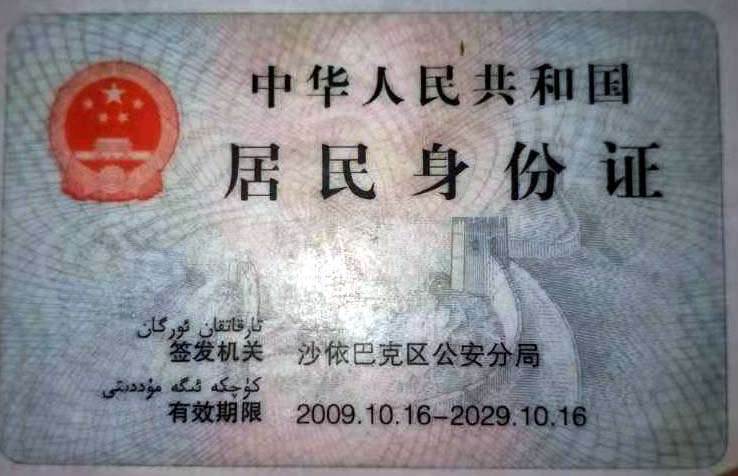 中华人民共和国
居民身份证
تارقاتقان ئورگان
签发机关 沙依巴克区公安分局
كۈچكە ئىگە مۇددىتى
有效期限 2009.10.16-2029.10.16